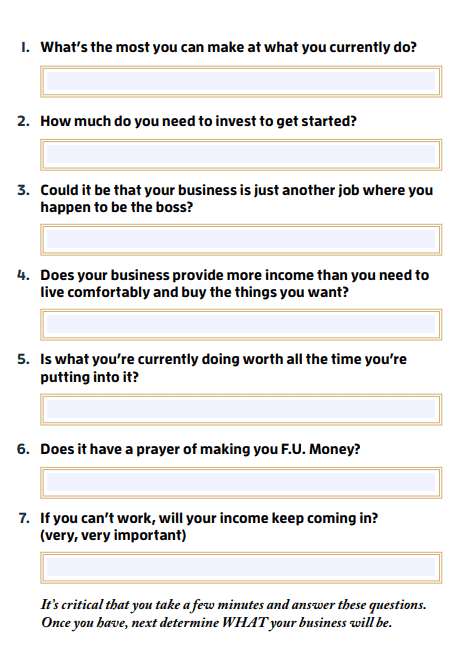 1. What's the most you can make at what you currently do?
2. How much do you need to invest to get started?
3. Could it be that your business is just another job where you
happen to be the boss?
4. Does your business provide more income than you need to
live comfortably and buy the things you want?
5. Is what you're currently doing worth all the time you're
putting into it?
6. Does it have a prayer of making you F.U. Money?
7. If you can't work, will your income keep coming in?
(very, very important)
It's critical that you take a few minutes and answer these questions.
Once you have, next determine WHAT your business will be.